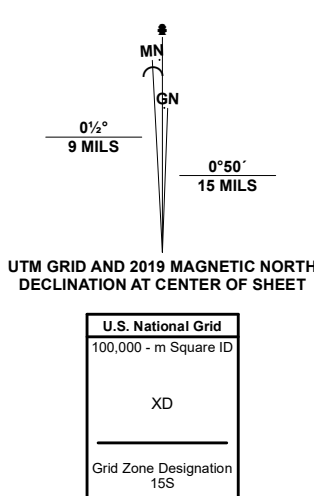 MN
GN
0½°
9 MILS
0°50´
15 MILS
UTM GRID AND 2019 MAGNETIC NORTH
DECLINATION AT CENTER OF SHEET
U.S. National Grid
100,000 - m Square ID
XD
Grid Zone Designation
15S